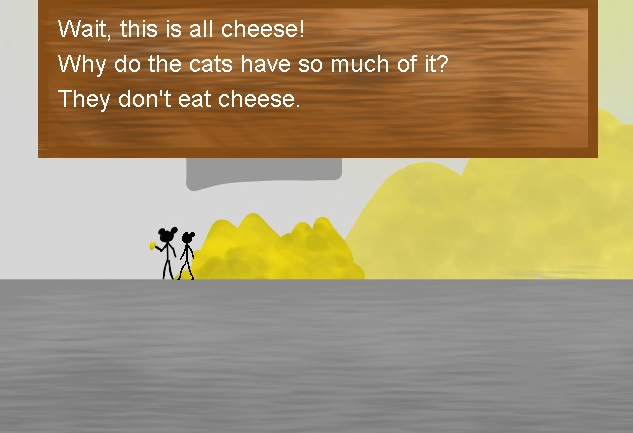 Wait, this is all cheese!
Why do the cats have so much of it?
They don't eat cheese.